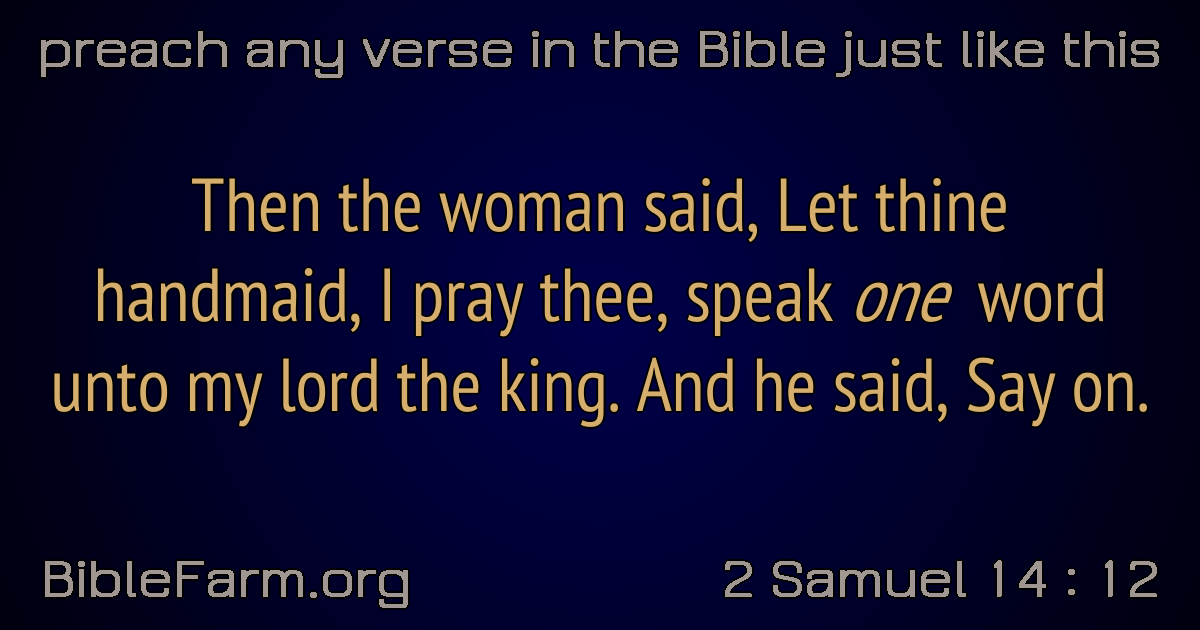 preach any verse in the Bible just like this
Then the woman said, Let thine
handmaid, I pray thee, speak one word
unto my lord the king. And he said, Say on.
BibleFarm.org
2 Samuel 14 : 12